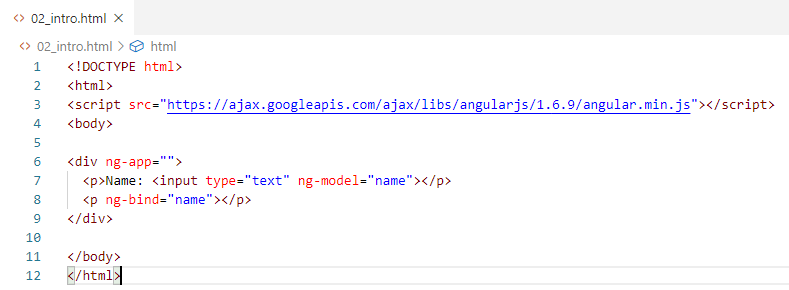 02_intro.html
02_intro.html > html
1 <!DOCTYPE html>
2 <html>
3 <script src="https://ajax.googleapis.com/ajax/libs/angularjs/1.6.9/angular.min.js"></script>
4 <body>
5
6 <div ng-app="">
7   <p>Name: <input type="text" ng-model="name"></p>
8   <p ng-bind="name"></p>
9 </div>
10
11 </body>
12 </html>